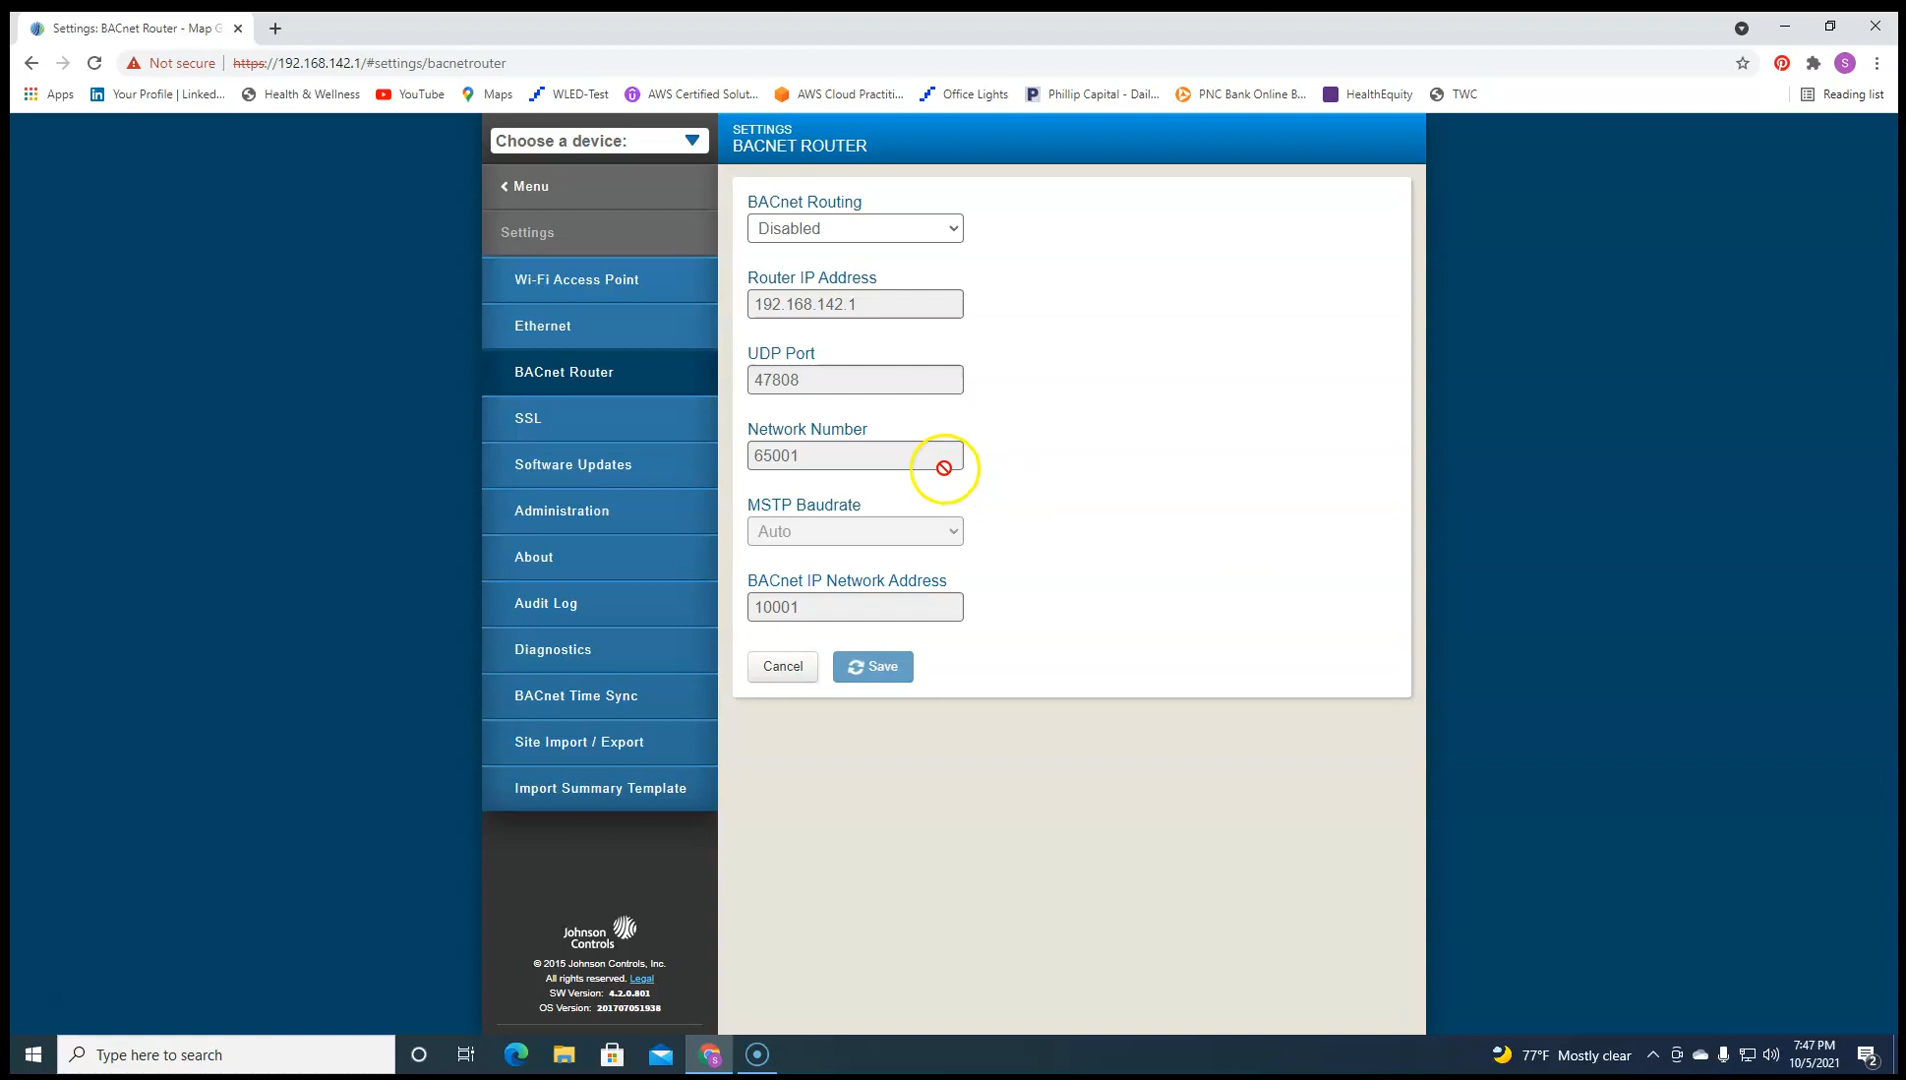 Settings: BACnet Router - Map G
Not secure | https://192.168.142.1/#settings/bacnetrouter
Apps Your Profile | Linked... Health & Wellness YouTube Maps WLED-Test AWS Certified Solut... AWS Cloud Practiti... Office Lights Phillip Capital - Dail... PNC Bank Online B... HealthEquity TWC Reading list
Choose a device:
Menu
Settings
Wi-Fi Access Point
Ethernet
BACnet Router
SSL
Software Updates
Administration
About
Audit Log
Diagnostics
BACnet Time Sync
Site Import / Export
Import Summary Template
Johnson
Controls
© 2015 Johnson Controls, Inc.
All rights reserved. Legal
SW Version: 4.2.0.801
OS Version: 201707051938
SETTINGS
BACNET ROUTER
BACnet Routing
Disabled
Router IP Address
192.168.142.1
UDP Port
47808
Network Number
65001
MSTP Baudrate
Auto
BACnet IP Network Address
10001
Cancel Save
Type here to search
77°F Mostly clear
7:47 PM
10/5/2021
2
S
S